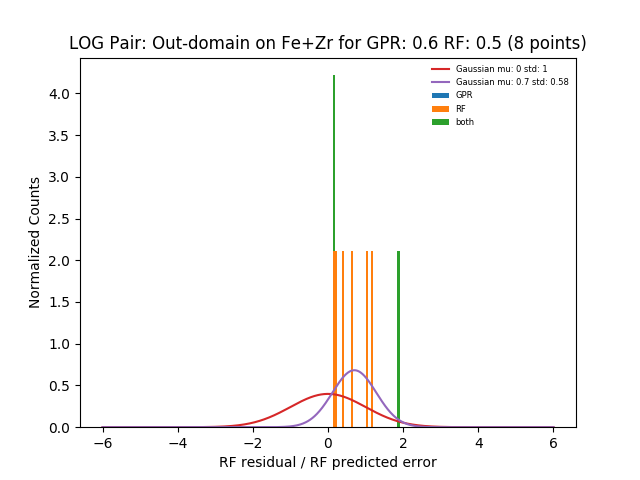 LOG Pair: Out-domain on Fe+Zr for GPR: 0.6 RF: 0.5 (8 points)
Gaussian mu: 0 std: 1
Gaussian mu: 0.7 std: 0.58
GPR
RF
both
Normalized Counts
4.0
3.5
3.0
2.5
2.0
1.5
1.0
0.5
0.0
−6 −4 −2 0 2 4 6
RF residual / RF predicted error